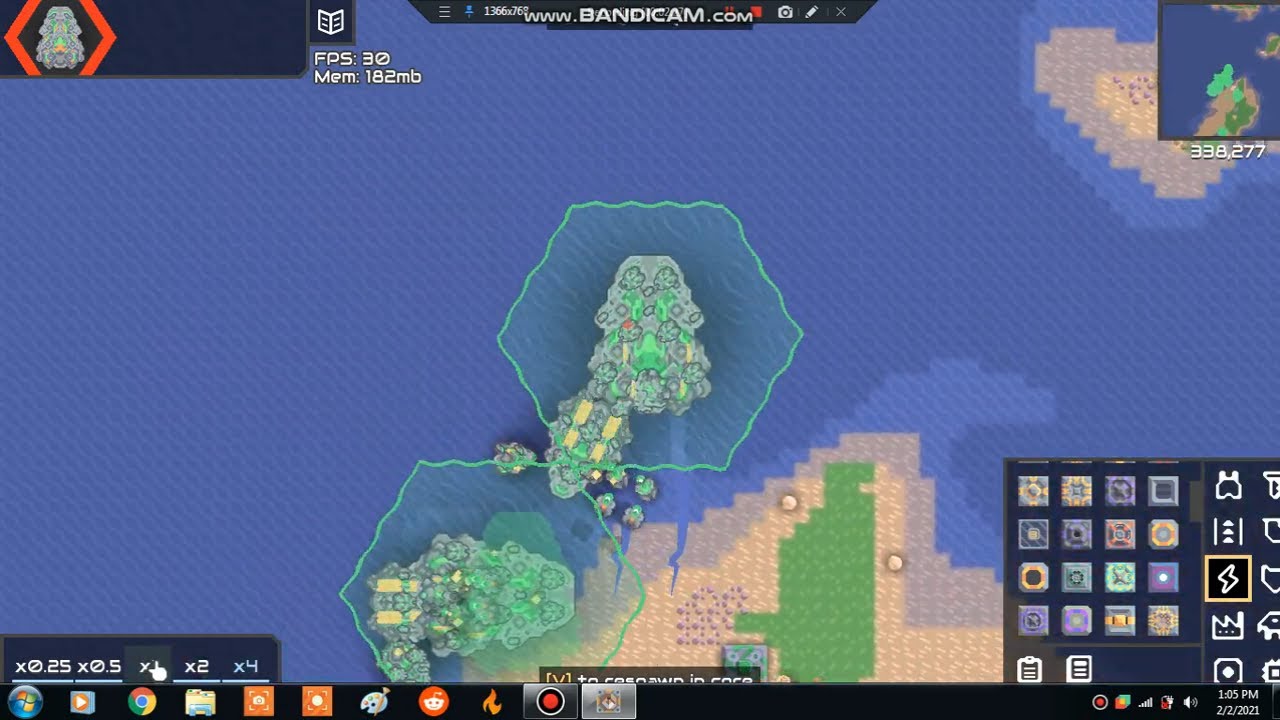 1366x768
www.BANDICAM.com
FPS: 30
Mem: 182mb
338,277
x0.25 x0.5 x2 x4
[V] to respawn in core
1:05 PM
2/2/2021